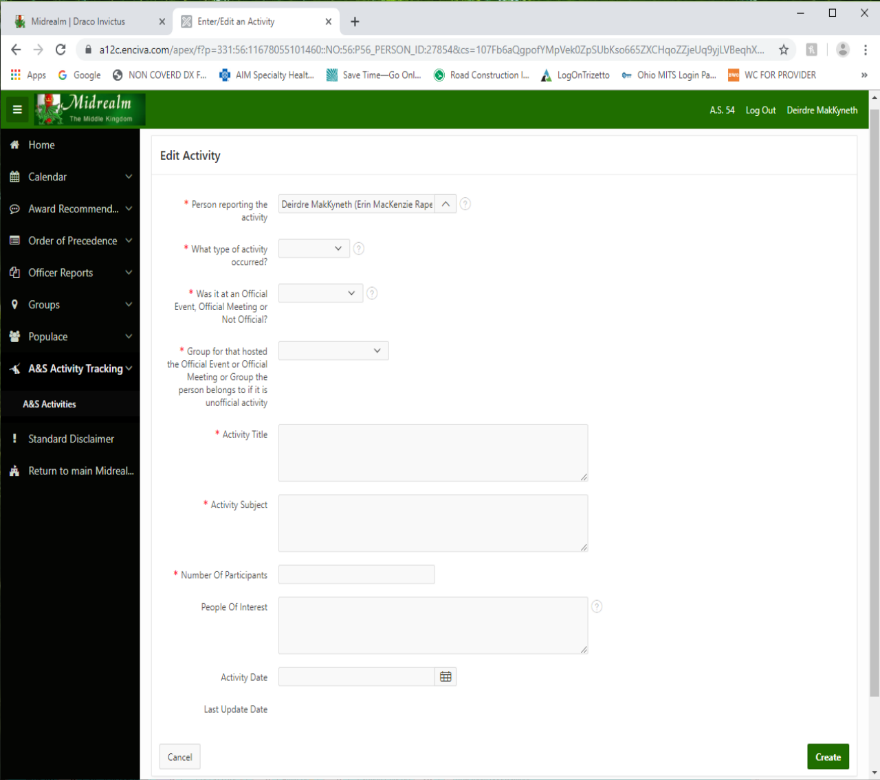 Midrealm | Draco Invictus
Enter/Edit an Activity
a12c.enciva.com/apex/f?p=331:56:11678055101460::NO:56:P56_PERSON_ID:27854&cs=107Fb6aQgpofYMpVek0ZpSUbKso665ZXCHqoZZjeUq9yjLVBeqhX...
Apps
Google
NON COVERD DX F...
AIM Specialty Healt...
Save Time—Go Onl...
Road Construction I...
LogOnTrizetto
Ohio MITS Login Pa...
WC FOR PROVIDER
»
Midrealm
The Middle Kingdom
A.S. 54 Log Out Deirdre MakKyneth
Home
Calendar
Award Recommend...
Order of Precedence
Officer Reports
Groups
Populace
A&S Activity Tracking
A&S Activities
Standard Disclaimer
Return to main Midreal...
Edit Activity
* Person reporting the
activity
Deirdre MakKyneth (Erin MacKenzie Rape
?
* What type of activity
occurred?
?
* Was it at an Official
Event, Official Meeting or
Not Official?
?
* Group for that hosted
the Official Event or Official
Meeting or Group the
person belongs to if it is
unofficial activity
* Activity Title
* Activity Subject
* Number Of Participants
People Of Interest
?
Activity Date
Last Update Date
Cancel
Create